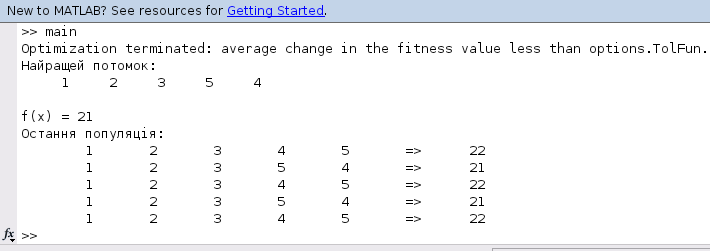 New to MATLAB? See resources for Getting Started.
>> main
Optimization terminated: average change in the fitness value less than options.TolFun.
Найращей потомок:
1 2 3 5 4
f(x) = 21
Остання популяція:
1 2 3 4 5 => 22
1 2 3 5 4 => 21
1 2 3 4 5 => 22
1 2 3 5 4 => 21
1 2 3 4 5 => 22
fx >>